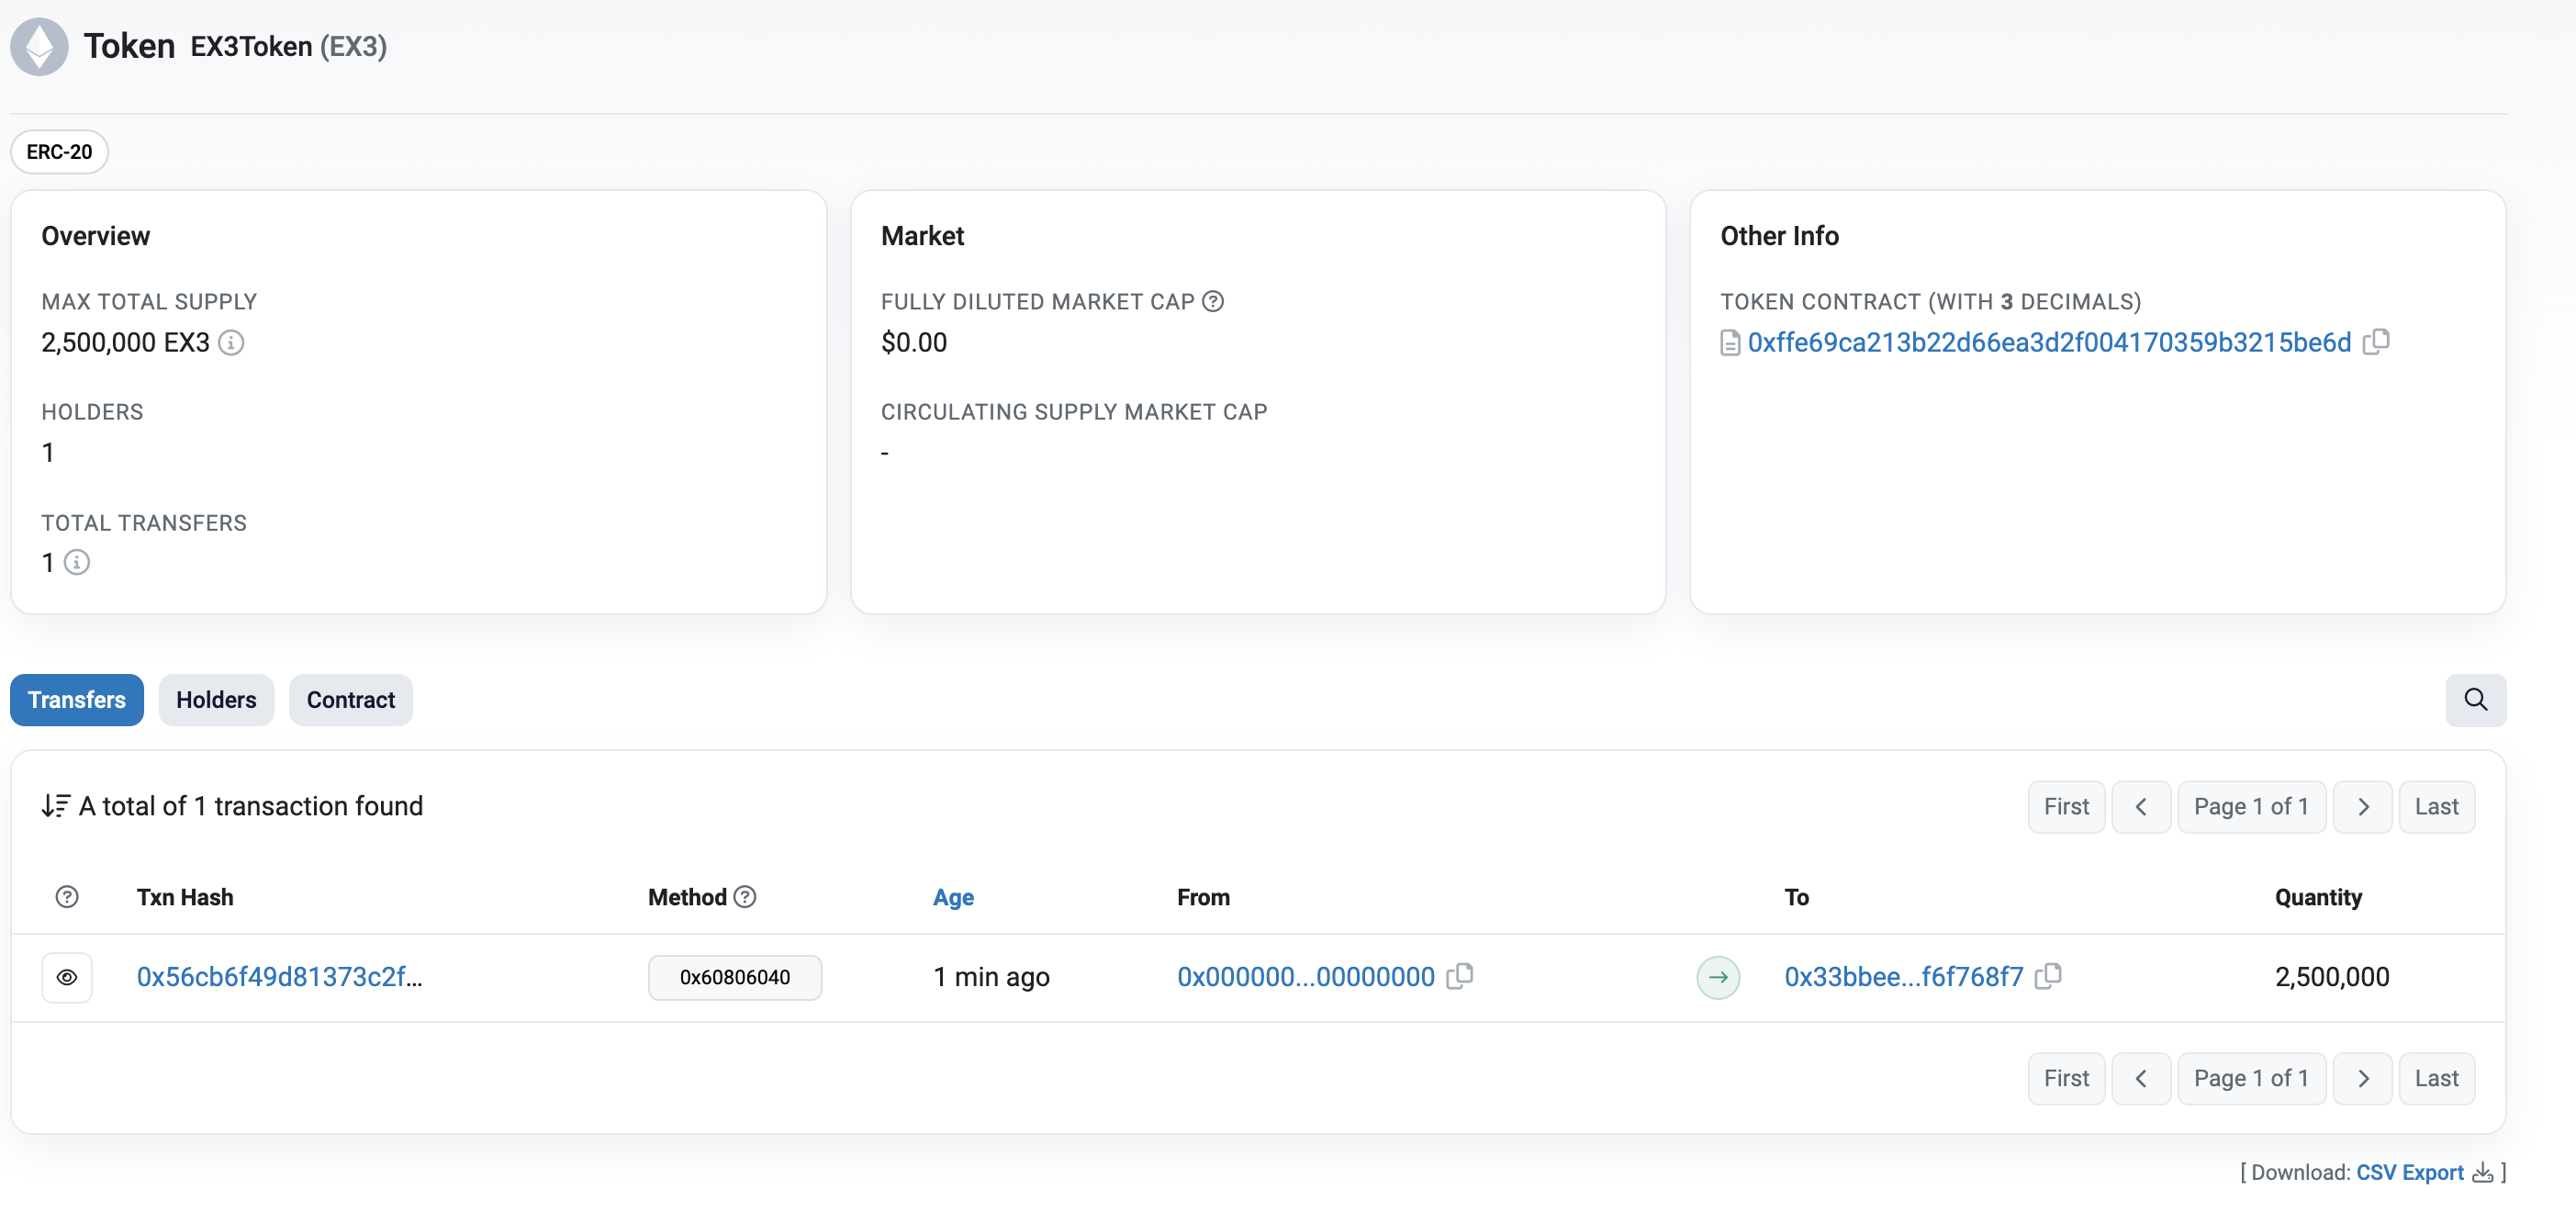 Token EX3Token (EX3)
ERC-20
Overview
MAX TOTAL SUPPLY
2,500,000 EX3
HOLDERS
1
TOTAL TRANSFERS
1
Market
FULLY DILUTED MARKET CAP
$0.00
CIRCULATING SUPPLY MARKET CAP
-
Other Info
TOKEN CONTRACT (WITH 3 DECIMALS)
0xffe69ca213b22d66ea3d2f004170359b3215be6d
Transfers Holders Contract
A total of 1 transaction found
First Page 1 of 1 Last
Txn Hash Method Age From To Quantity
0x56cb6f49d81373c2f... 0x60806040 1 min ago 0x000000...00000000 0x33bbee...f6f768f7 2,500,000
First Page 1 of 1 Last
[ Download: CSV Export ]